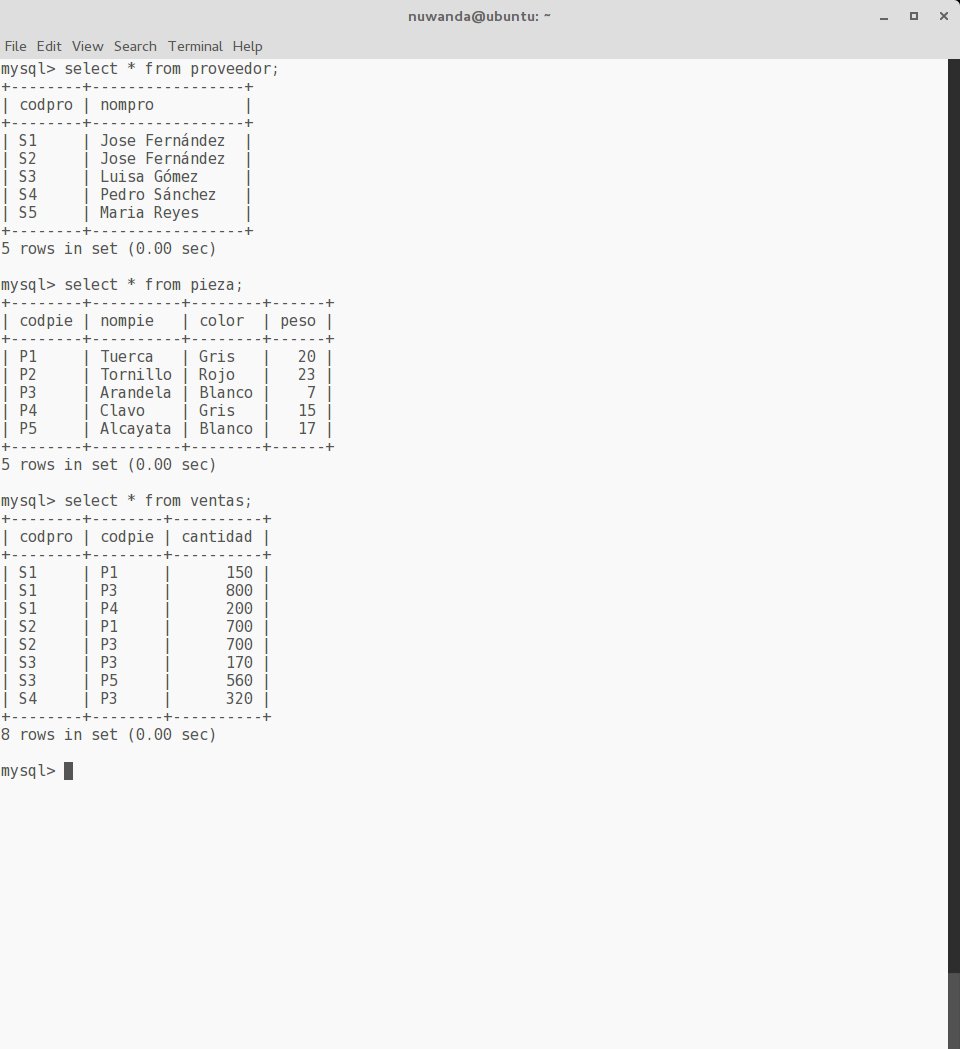 nuwanda@ubuntu: ~
File Edit View Search Terminal Help
mysql> select * from proveedor;
+--------+-----------------+
| codpro | nompro          |
+--------+-----------------+
| S1     | Jose Fernández  |
| S2     | Jose Fernández  |
| S3     | Luisa Gómez     |
| S4     | Pedro Sánchez   |
| S5     | Maria Reyes     |
+--------+-----------------+
5 rows in set (0.00 sec)

mysql> select * from pieza;
+--------+----------+--------+------+
| codpie | nompie   | color  | peso |
+--------+----------+--------+------+
| P1     | Tuerca   | Gris   |   20 |
| P2     | Tornillo | Rojo   |   23 |
| P3     | Arandela | Blanco |    7 |
| P4     | Clavo    | Gris   |   15 |
| P5     | Alcayata | Blanco |   17 |
+--------+----------+--------+------+
5 rows in set (0.00 sec)

mysql> select * from ventas;
+--------+--------+----------+
| codpro | codpie | cantidad |
+--------+--------+----------+
| S1     | P1     |      150 |
| S1     | P3     |      800 |
| S1     | P4     |      200 |
| S2     | P1     |      700 |
| S2     | P3     |      700 |
| S3     | P3     |      170 |
| S3     | P5     |      560 |
| S4     | P3     |      320 |
+--------+--------+----------+
8 rows in set (0.00 sec)

mysql>